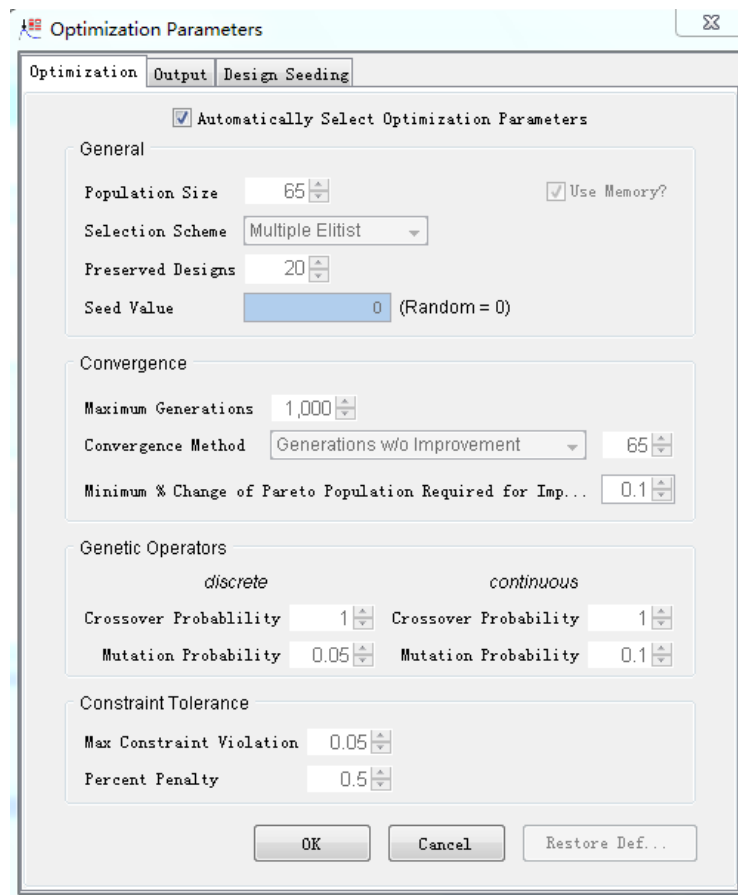 Optimization Parameters
Optimization Output Design Seeding
Automatically Select Optimization Parameters
General
Population Size 65 Use Memory?
Selection Scheme Multiple Elitist
Preserved Designs 20
Seed Value 0 (Random = 0)
Convergence
Maximum Generations 1,000
Convergence Method Generations w/o Improvement 65
Minimum % Change of Pareto Population Required for Imp... 0.1
Genetic Operators
discrete continuous
Crossover Probablility 1 Crossover Probability 1
Mutation Probability 0.05 Mutation Probability 0.1
Constraint Tolerance
Max Constraint Violation 0.05
Percent Penalty 0.5
OK Cancel Restore Def...